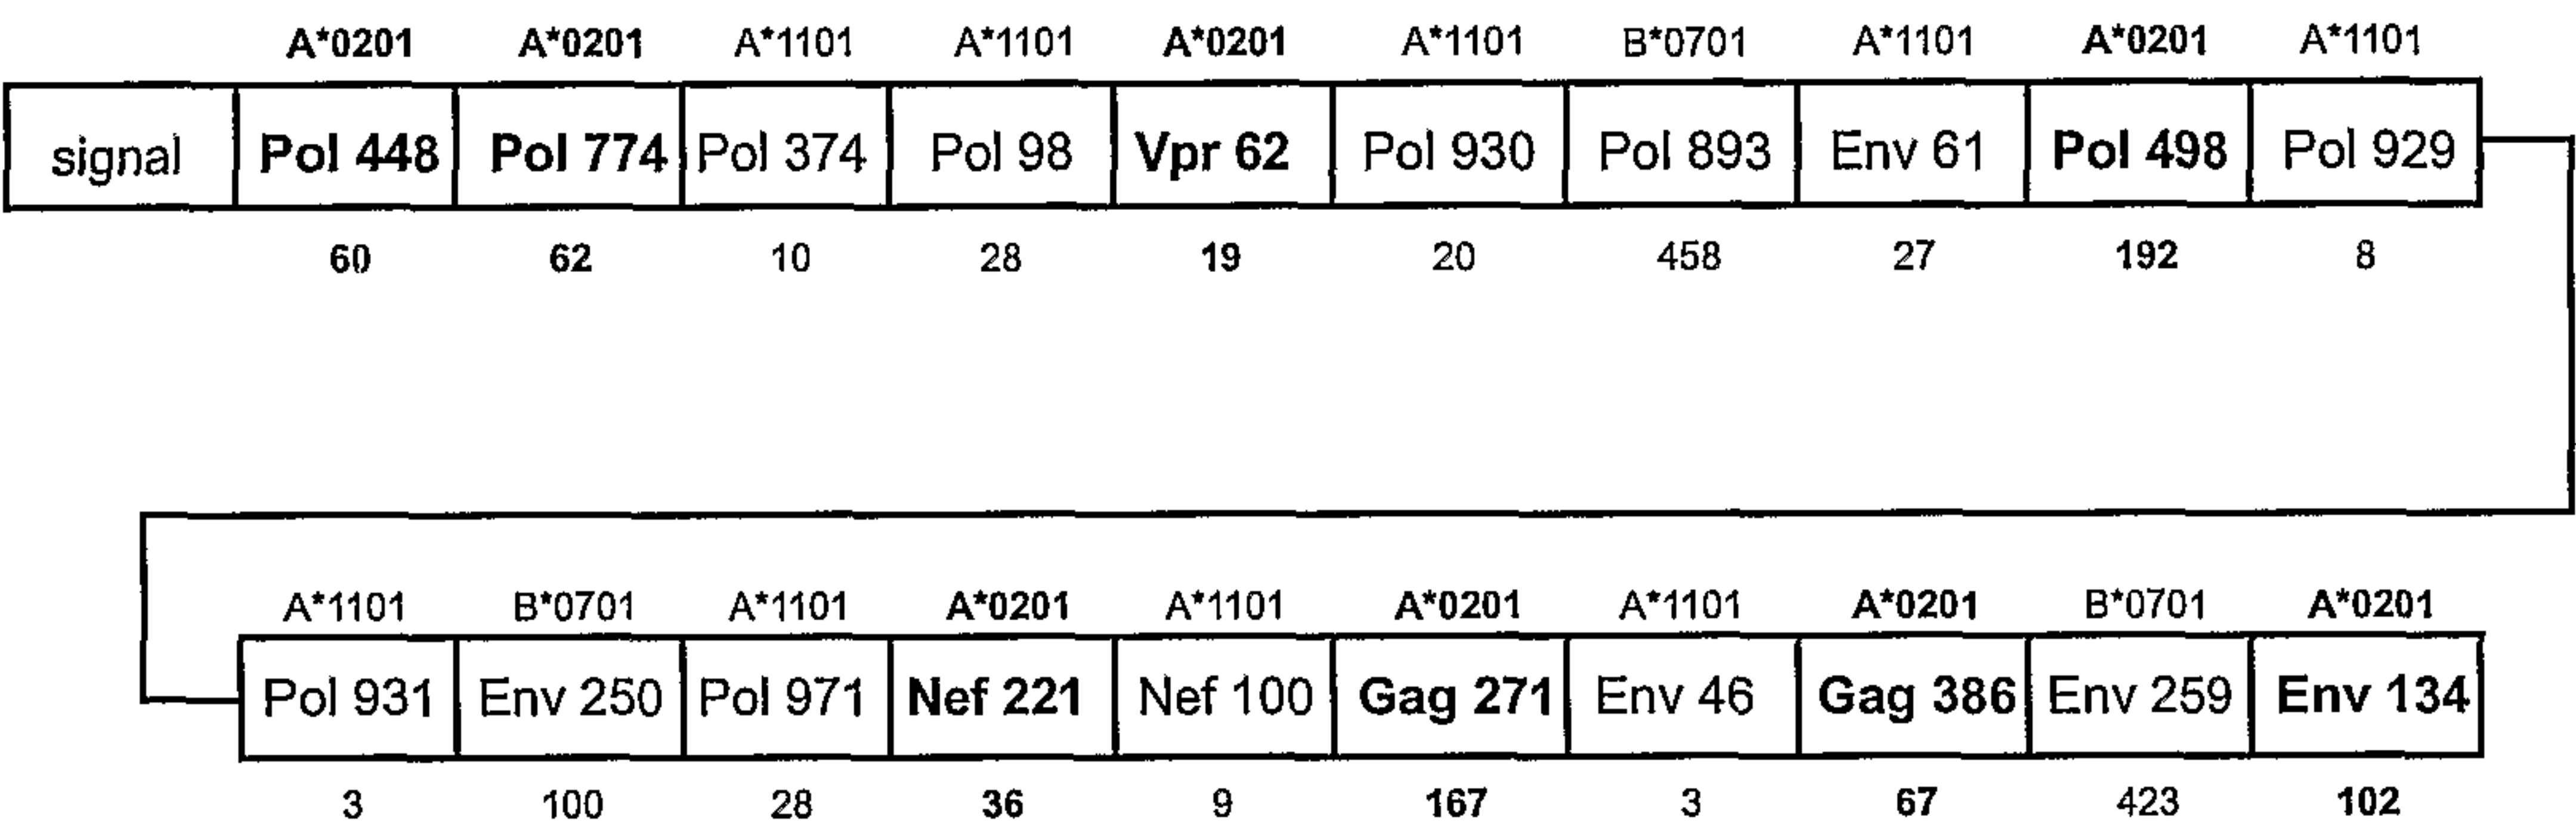 A*0201 A*0201 A*1101 A*1101 A*0201 A*1101 B*0701 A*1101 A*0201 A*1101
signal Pol 448 Pol 774 Pol 374 Pol 98 Vpr 62 Pol 930 Pol 893 Env 61 Pol 498 Pol 929
60 62 10 28 19 20 458 27 192 8
A*1101 B*0701 A*1101 A*0201 A*1101 A*0201 A*1101 A*0201 B*0701 A*0201
Pol 931 Env 250 Pol 971 Nef 221 Nef 100 Gag 271 Env 46 Gag 386 Env 259 Env 134
3 100 28 36 9 167 3 67 423 102